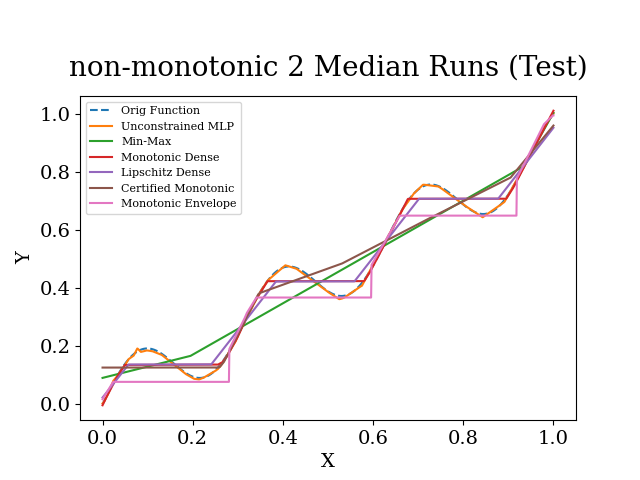 non-monotonic 2 Median Runs (Test)
1.0
0.8
0.6
0.4
0.2
0.0
Y
Orig Function
Unconstrained MLP
Min-Max
Monotonic Dense
Lipschitz Dense
Certified Monotonic
Monotonic Envelope
0.0 0.2 0.4 0.6 0.8 1.0
X